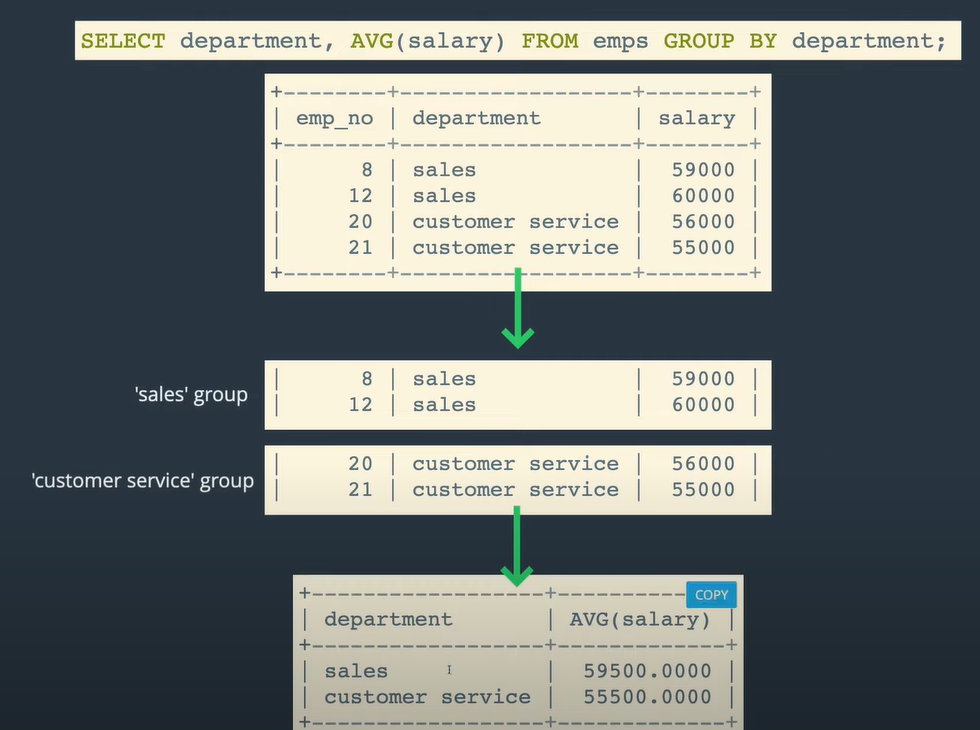 SELECT department, AVG(salary) FROM emps GROUP BY department;
+--------+------------------+--------+
| emp_no | department       | salary |
+--------+------------------+--------+
|      8 | sales            |  59000 |
|     12 | sales            |  60000 |
|     20 | customer service |  56000 |
|     21 | customer service |  55000 |
+--------+------------------+--------+
'sales' group
|      8 | sales            |  59000 |
|     12 | sales            |  60000 |
'customer service' group
|     20 | customer service |  56000 |
|     21 | customer service |  55000 |
COPY
+------------------+-------------+
| department       | AVG(salary) |
+------------------+-------------+
| sales            |  59500.0000 |
| customer service |  55500.0000 |
+------------------+-------------+